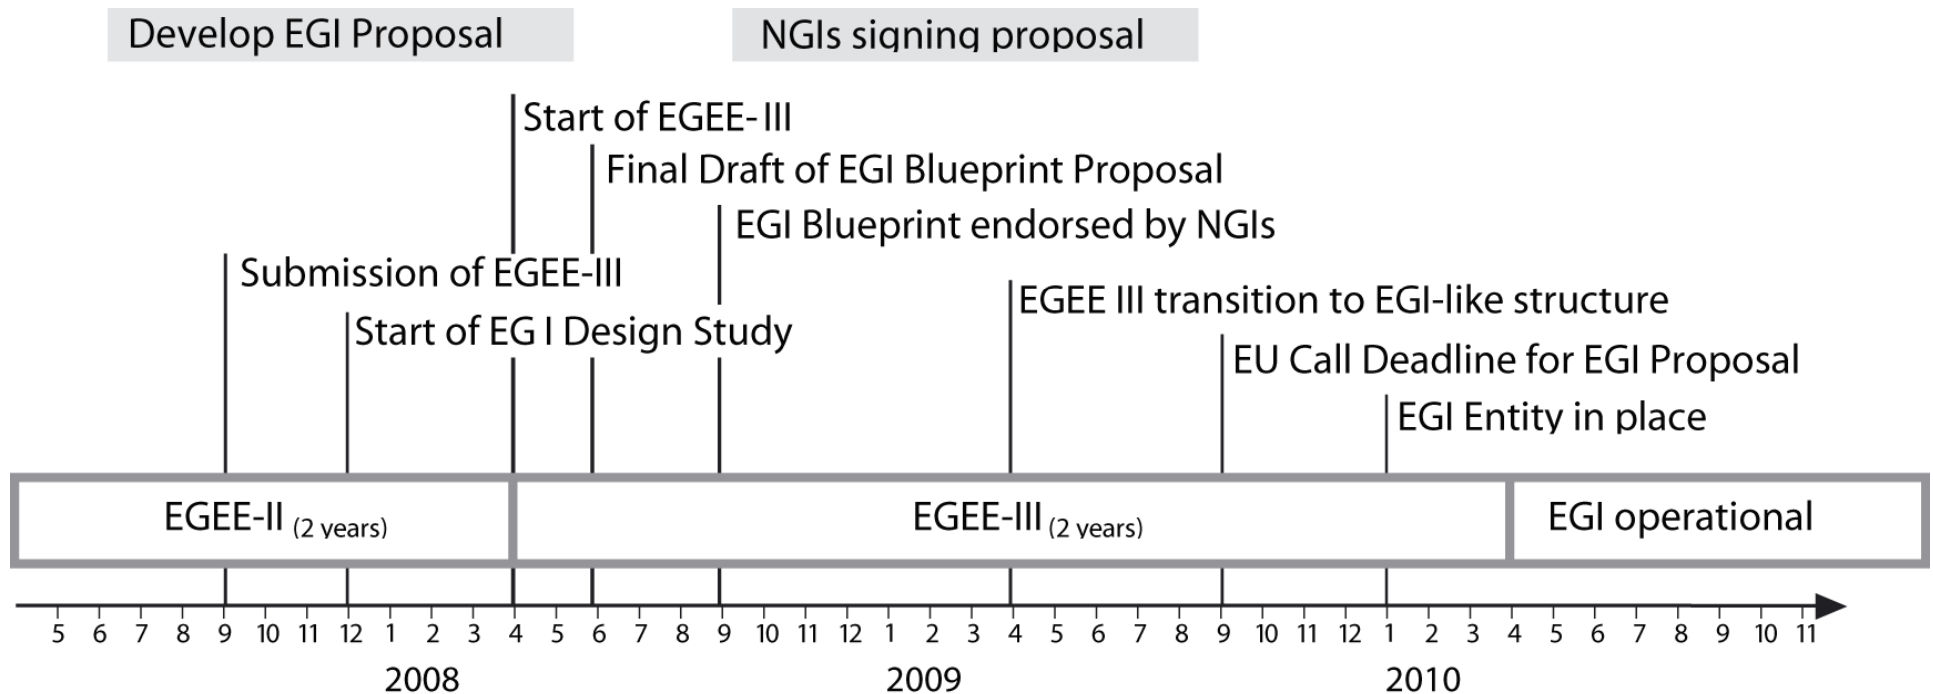 Develop EGI Proposal
NGIs signing proposal
Start of EGEE-III
Final Draft of EGI Blueprint Proposal
EGI Blueprint endorsed by NGIs
Submission of EGEE-III
EGEE III transition to EGI-like structure
Start of EGI Design Study
EU Call Deadline for EGI Proposal
EGI Entity in place
EGEE-II (2 years)
EGEE-III (2 years)
EGI operational
5 6 7 8 9 10 11 12 1 2 3 4 5 6 7 8 9 10 11 12 1 2 3 4 5 6 7 8 9 10 11 12 1 2 3 4 5 6 7 8 9 10 11
2008 2009 2010